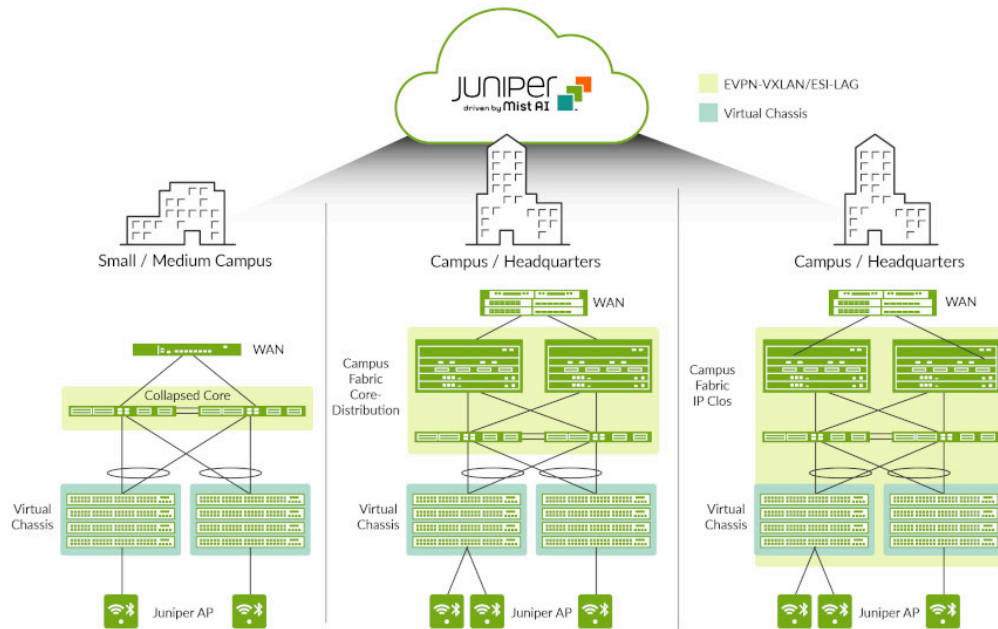 JUNIPER
driven by Mist AI
EVPN-VXLAN/ESI-LAG
Virtual Chassis
Small / Medium Campus
Campus / Headquarters
Campus / Headquarters
WAN
Collapsed Core
Virtual
Chassis
Juniper AP
WAN
Campus
Fabric
Core-
Distribution
Virtual
Chassis
Juniper AP
WAN
Campus
Fabric
IP Clos
Virtual
Chassis
Juniper AP